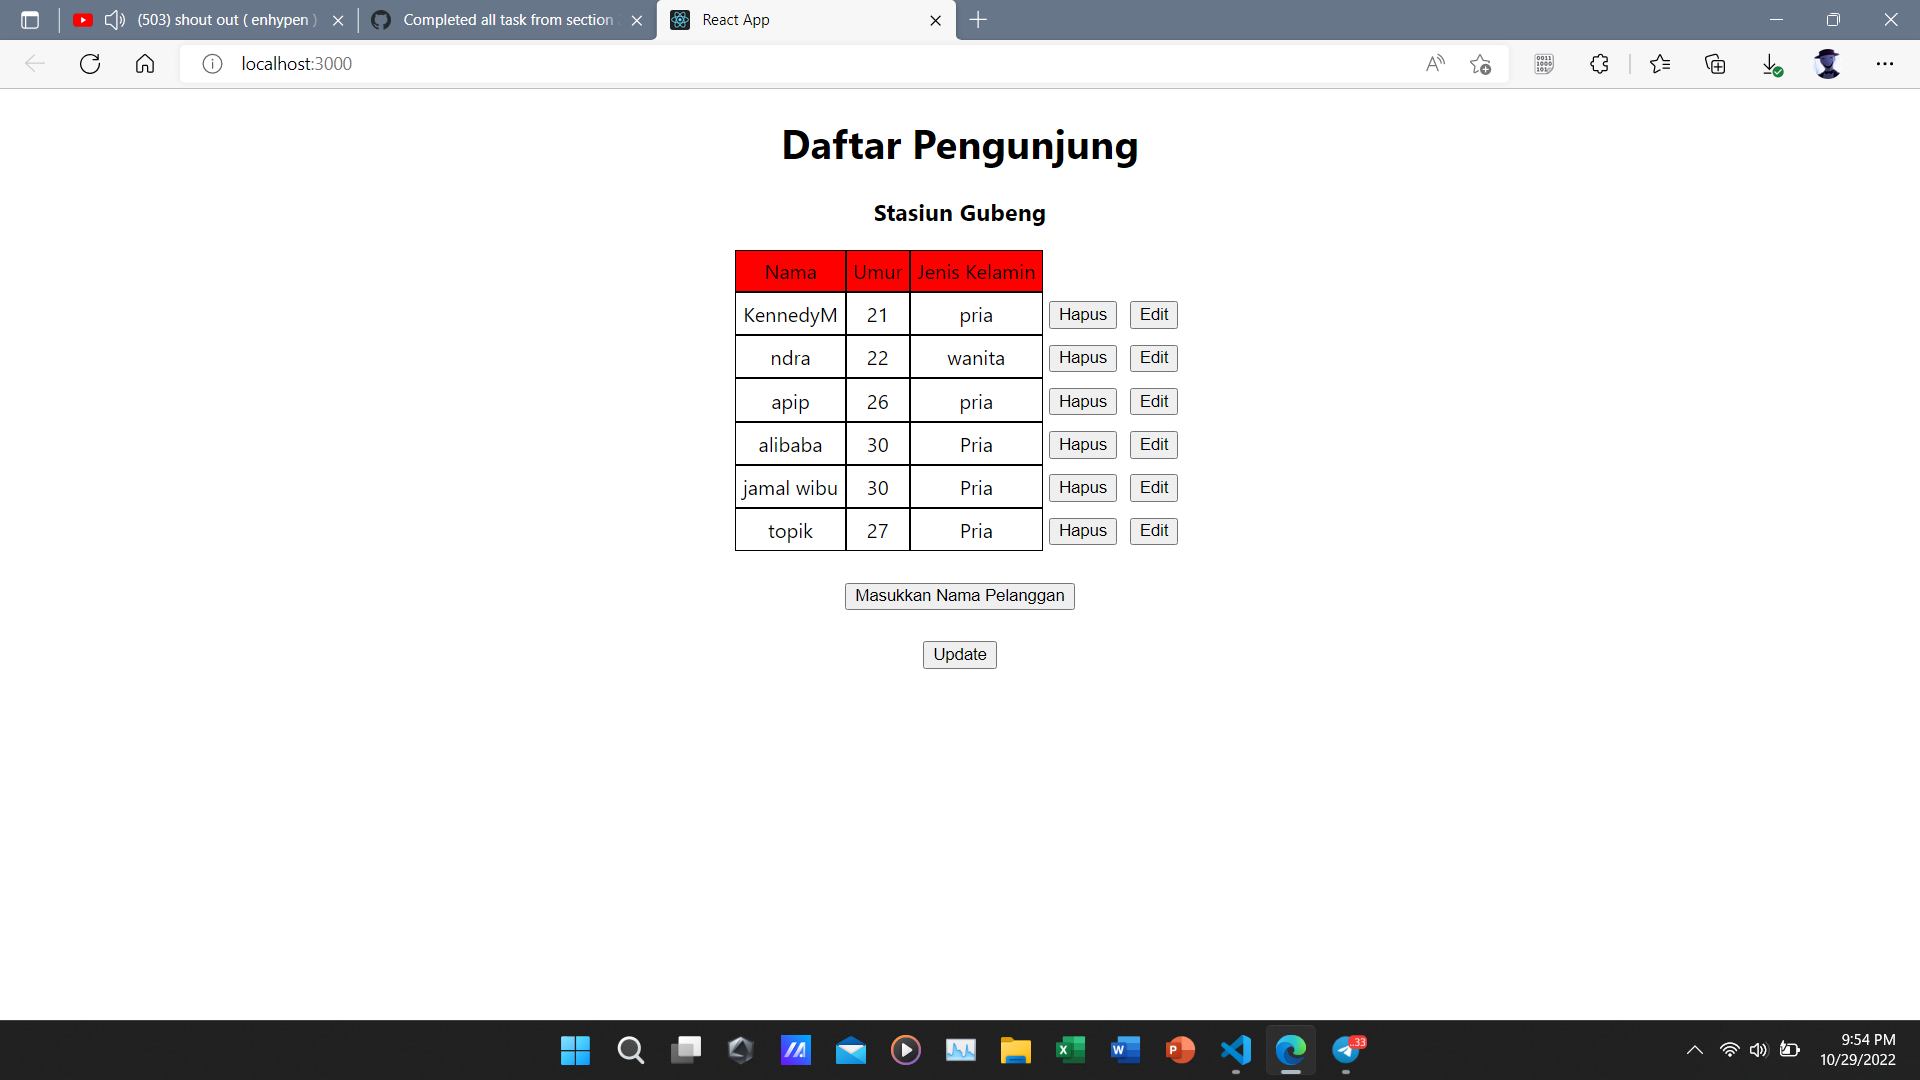 (503) shout out ( enhypen )
Completed all task from section
React App
localhost:3000
Daftar Pengunjung
Stasiun Gubeng
Nama Umur Jenis Kelamin
KennedyM 21 pria Hapus Edit
ndra 22 wanita Hapus Edit
apip 26 pria Hapus Edit
alibaba 30 Pria Hapus Edit
jamal wibu 30 Pria Hapus Edit
topik 27 Pria Hapus Edit
Masukkan Nama Pelanggan
Update
9:54 PM
10/29/2022